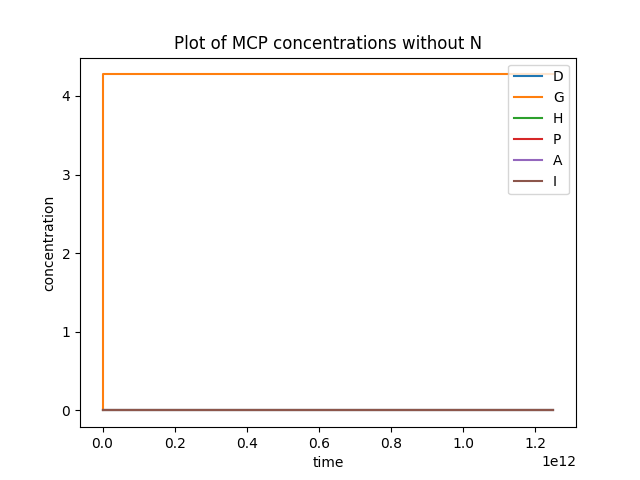 Plot of MCP concentrations without N
D
G
H
P
A
I
concentration
4
3
2
1
0
0.0 0.2 0.4 0.6 0.8 1.0 1.2
1e12
time